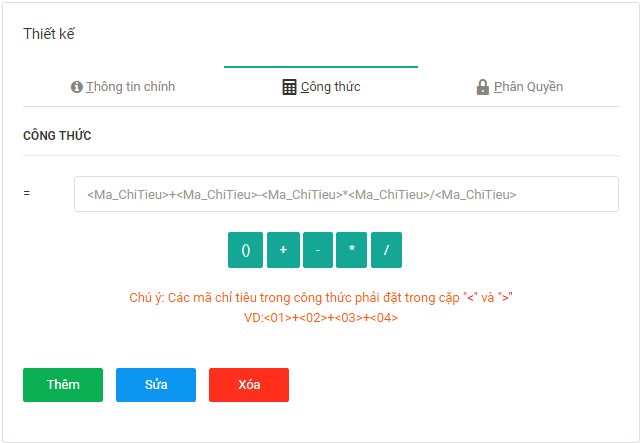 Thiết kế
Thông tin chính Công thức Phân Quyền
CÔNG THỨC
= <Ma_ChiTieu>+<Ma_ChiTieu>-<Ma_ChiTieu>*<Ma_ChiTieu>/<Ma_ChiTieu>
() + - * /
Chú ý: Các mã chỉ tiêu trong công thức phải đặt trong cặp "<" và ">"
VD:<01>+<02>+<03>+<04>
Thêm Sửa Xóa